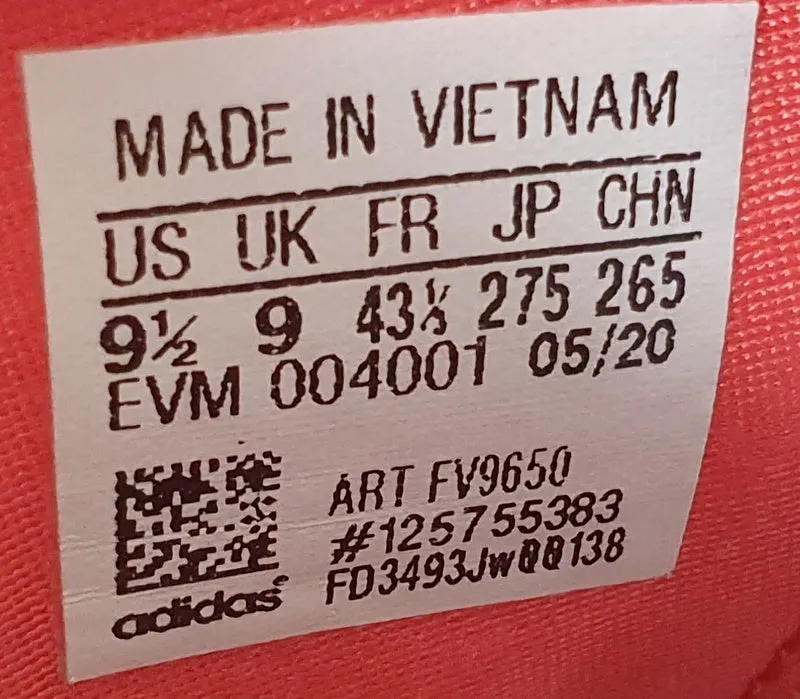 MADE IN VIETNAM
US UK FR JP CHN
9½ 9 43⅓ 275 265
EVM 004001 05/20
ART FV9650
#125755383
FD3493JW00138
adidas